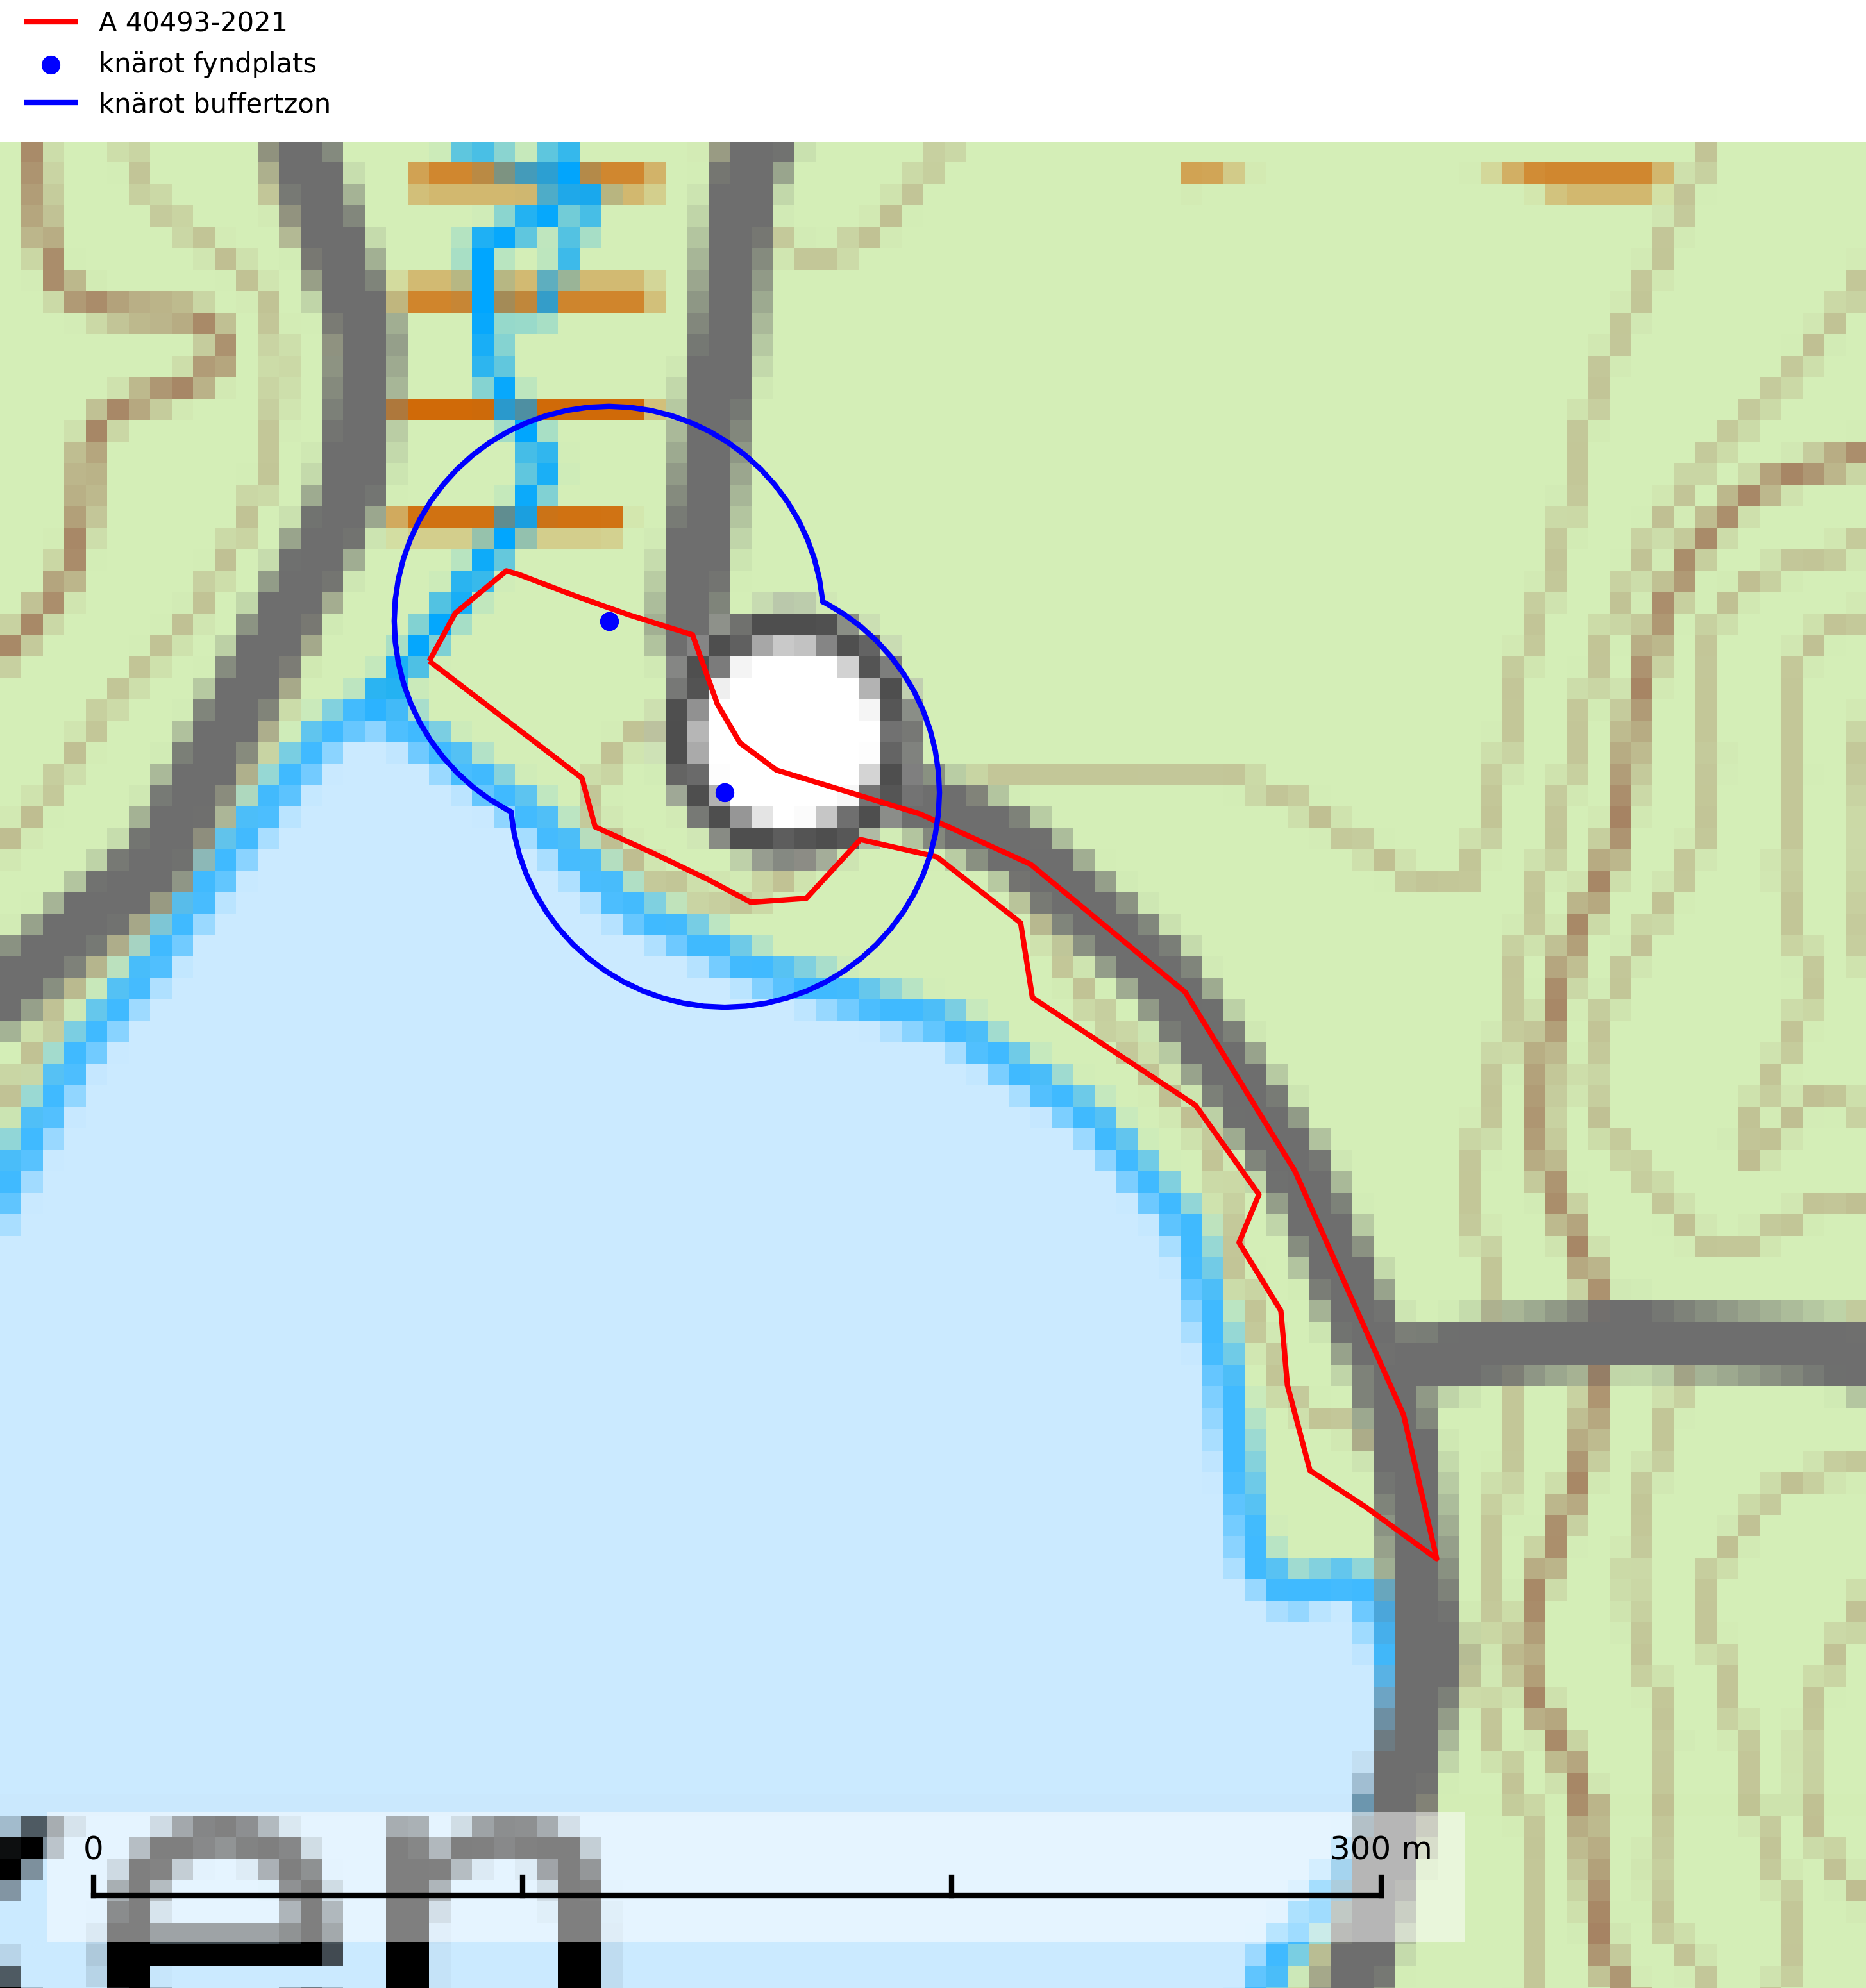 A 40493-2021
knärot fyndplats
knärot buffertzon
0
300 m